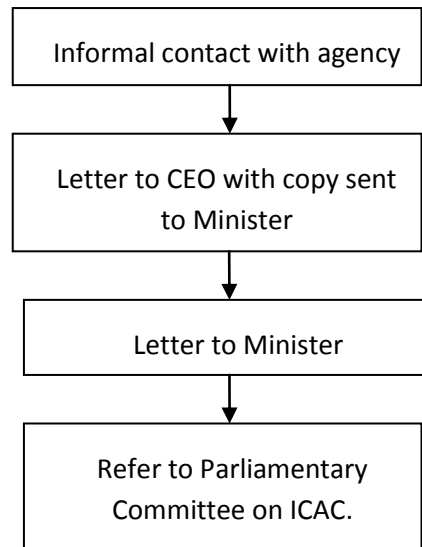 Informal contact with agency
Letter to CEO with copy sent
to Minister
Letter to Minister
Refer to Parliamentary
Committee on ICAC.